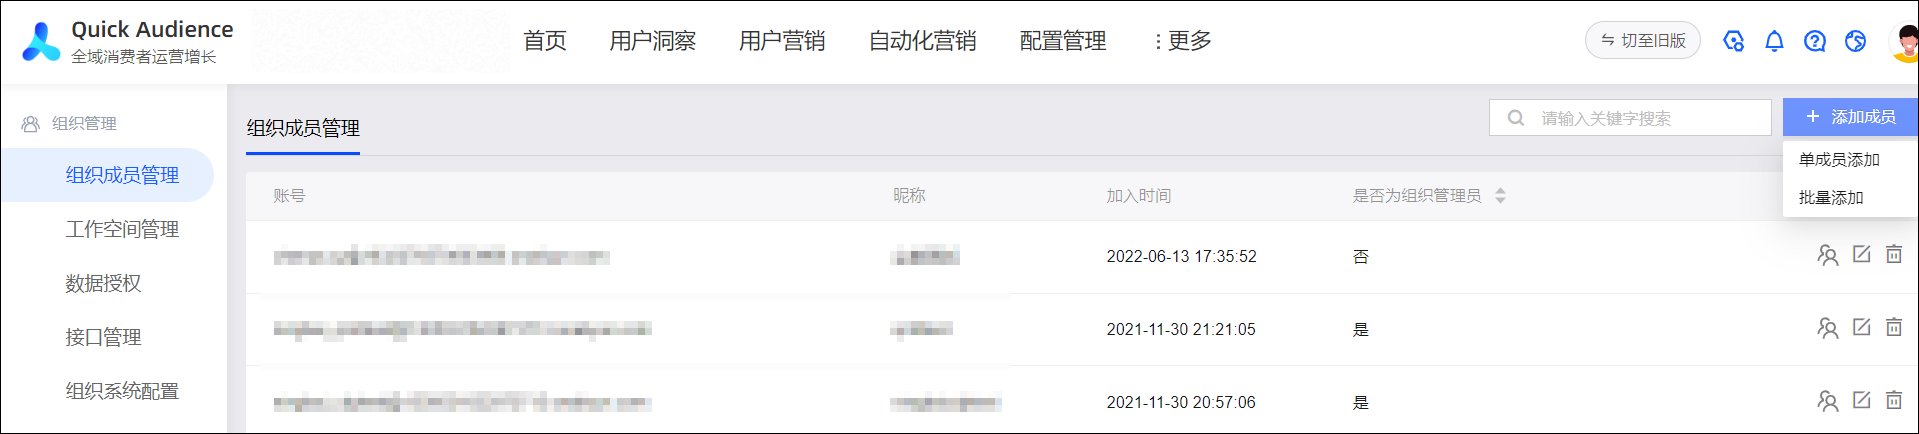 Quick Audience
全域消费者运营增长
首页 用户洞察 用户营销 自动化营销 配置管理 更多
切至旧版
组织管理
组织成员管理
工作空间管理
数据授权
接口管理
组织系统配置
组织成员管理
请输入关键字搜索
+ 添加成员
单成员添加
批量添加
账号 昵称 加入时间 是否为组织管理员
2022-06-13 17:35:52 否
2021-11-30 21:21:05 是
2021-11-30 20:57:06 是